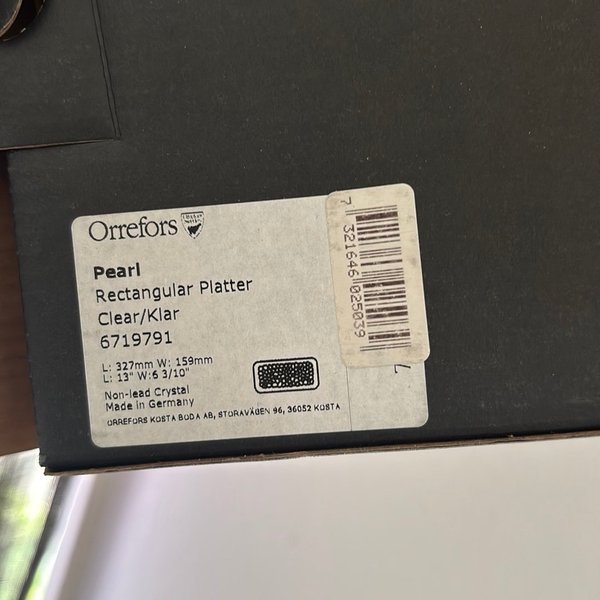 Orrefors
Pearl
Rectangular Platter
Clear/Klar
6719791
L: 327mm W: 159mm
L: 13" W:6 3/10"
Non-lead Crystal
Made in Germany
ORREFORS KOSTA BODA AB, STORAVÄGEN 96, 36052 KOSTA
7 321646 025039
7